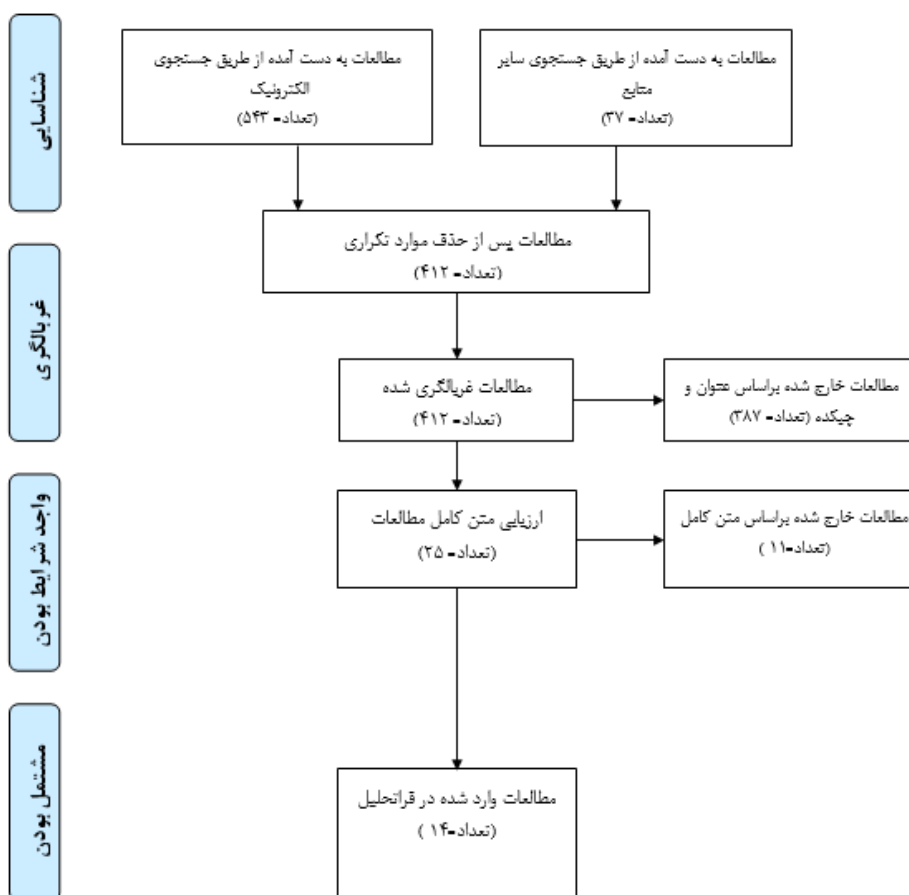 شناسایی
مطالعات به دست آمده از طریق جستجوی
الکترونیک
(تعداد= ۵۴۳)
مطالعات به دست آمده از طریق جستجوی سایر
منابع
(تعداد= ۳۷)
مطالعات پس از حذف موارد تکراری
(تعداد= ۴۱۲)
غربالگری
مطالعات غربالگری شده
(تعداد= ۴۱۲)
مطالعات خارج شده براساس عنوان و
چیکده (تعداد= ۳۸۷)
واجد شرایط بودن
ارزیابی متن کامل مطالعات
(تعداد= ۲۵)
مطالعات خارج شده براساس متن کامل
(تعداد=۱۱ )
مشتمل بودن
مطالعات وارد شده در فراتحلیل
(تعداد=۱۴ )